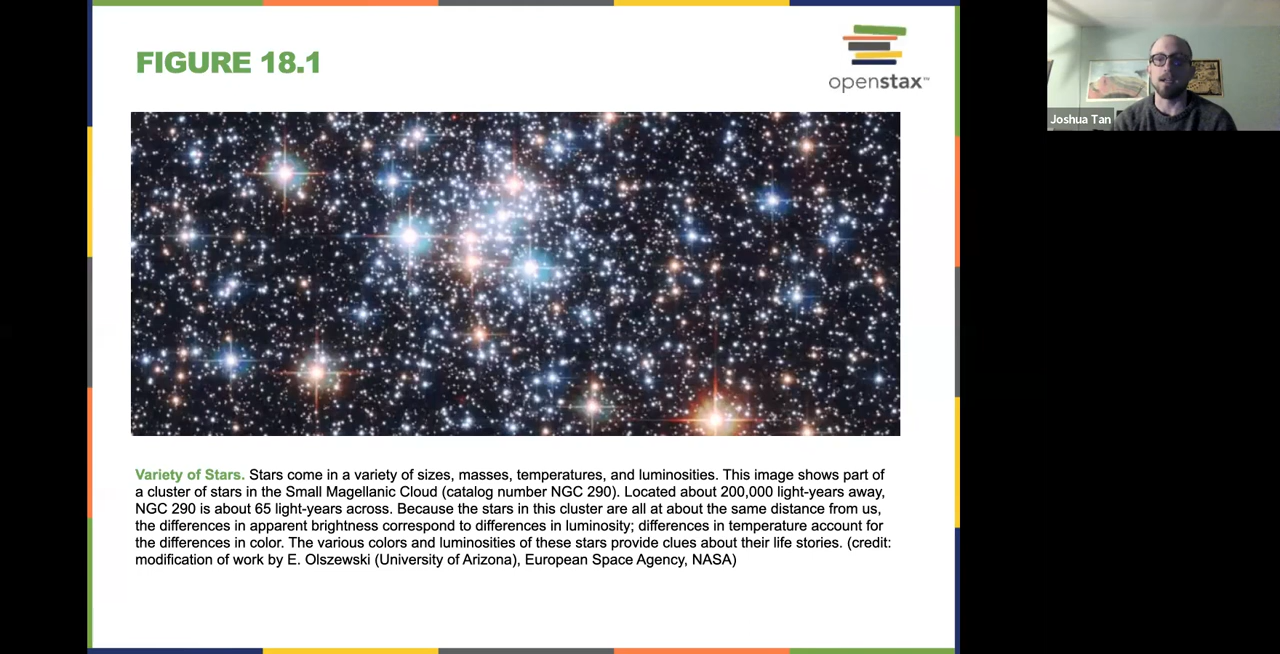 FIGURE 18.1
openstax™
Variety of Stars. Stars come in a variety of sizes, masses, temperatures, and luminosities. This image shows part of
a cluster of stars in the Small Magellanic Cloud (catalog number NGC 290). Located about 200,000 light-years away,
NGC 290 is about 65 light-years across. Because the stars in this cluster are all at about the same distance from us,
the differences in apparent brightness correspond to differences in luminosity; differences in temperature account for
the differences in color. The various colors and luminosities of these stars provide clues about their life stories. (credit:
modification of work by E. Olszewski (University of Arizona), European Space Agency, NASA)
Joshua Tan